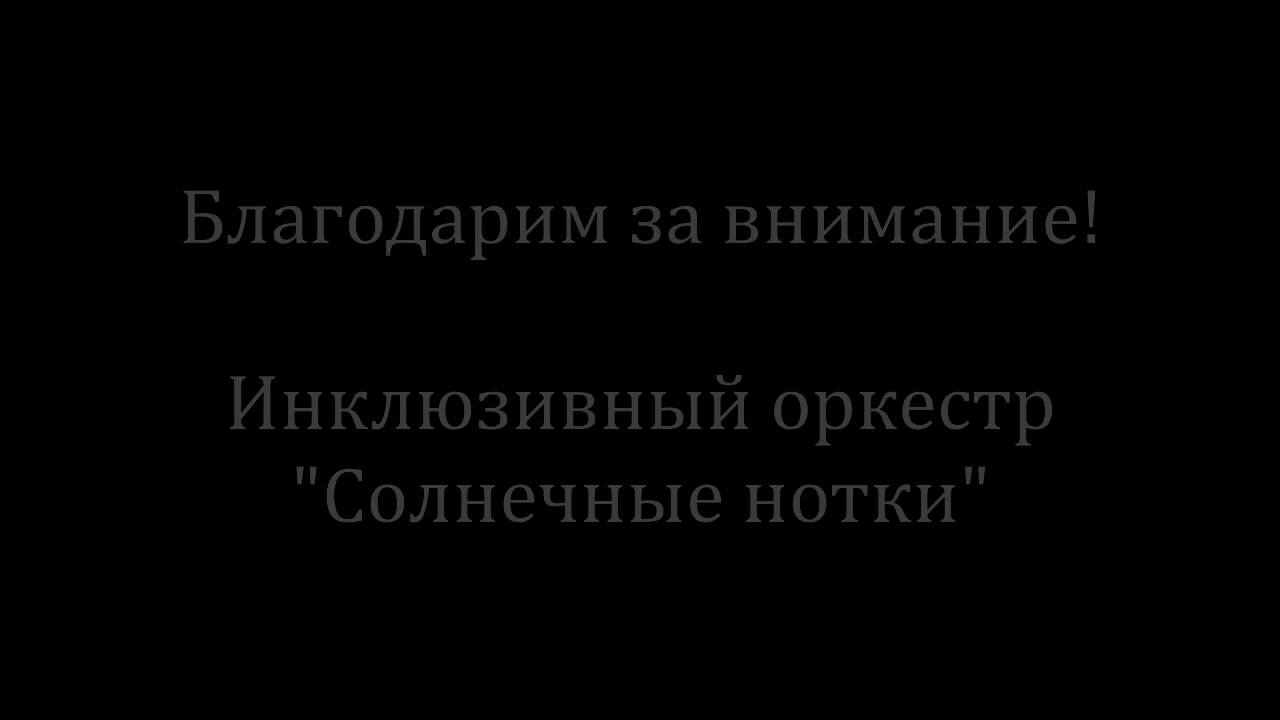 Благодарим за внимание!
Инклюзивный оркестр
"Солнечные нотки"